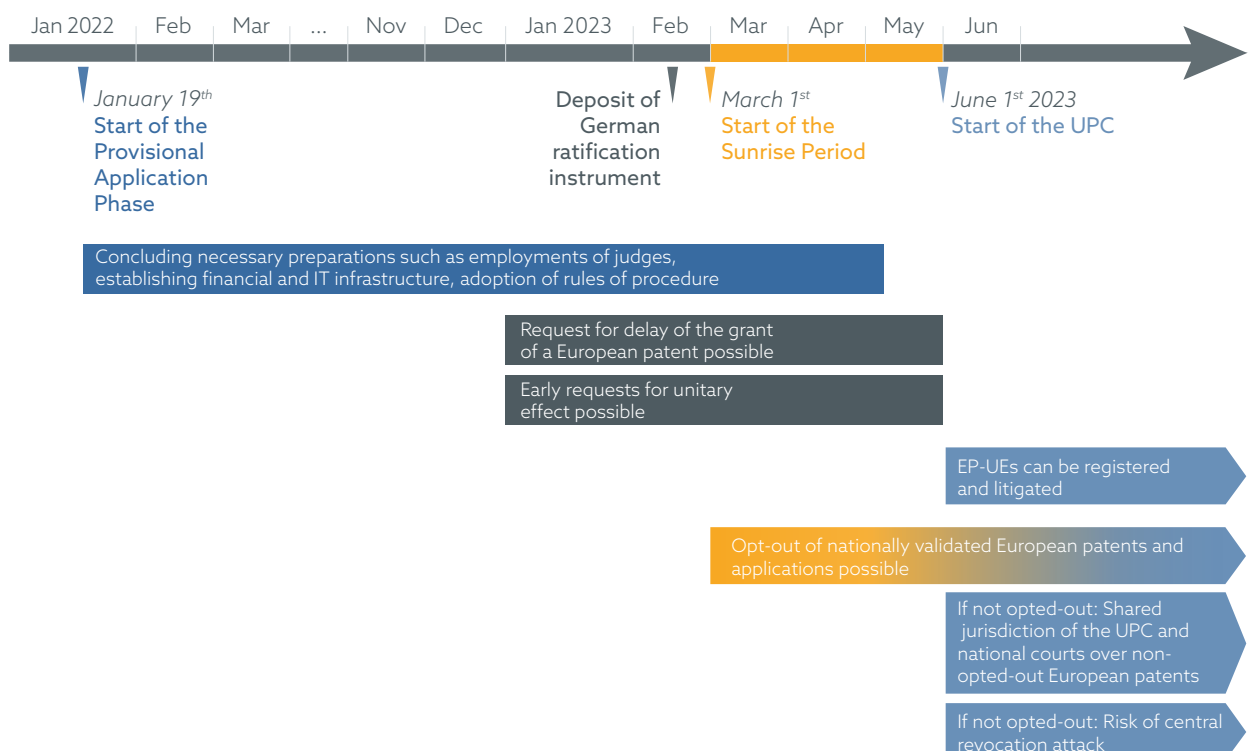 Jan 2022 Feb Mar ... Nov Dec Jan 2023 Feb Mar Apr May Jun
January 19th
Start of the
Provisional
Application
Phase
Deposit of
German
ratification
instrument
March 1st
Start of the
Sunrise Period
June 1st 2023
Start of the UPC
Concluding necessary preparations such as employments of judges,
establishing financial and IT infrastructure, adoption of rules of procedure
Request for delay of the grant
of a European patent possible
Early requests for unitary
effect possible
EP-UEs can be registered
and litigated
Opt-out of nationally validated European patents and
applications possible
If not opted-out: Shared
jurisdiction of the UPC and
national courts over non-
opted-out European patents
If not opted-out: Risk of central
revocation attack